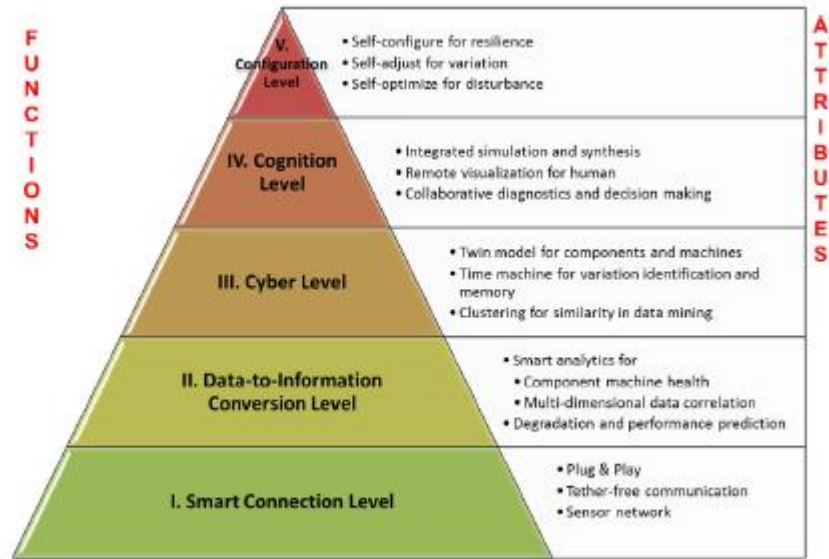 FUNCTIONS
ATTRIBUTES
V.
Configuration
Level
• Self-configure for resilience
• Self-adjust for variation
• Self-optimize for disturbance
IV. Cognition
Level
• Integrated simulation and synthesis
• Remote visualization for human
• Collaborative diagnostics and decision making
III. Cyber Level
• Twin model for components and machines
• Time machine for variation identification and
memory
• Clustering for similarity in data mining
II. Data-to-Information
Conversion Level
• Smart analytics for
• Component machine health
• Multi-dimensional data correlation
• Degradation and performance prediction
I. Smart Connection Level
• Plug & Play
• Tether-free communication
• Sensor network